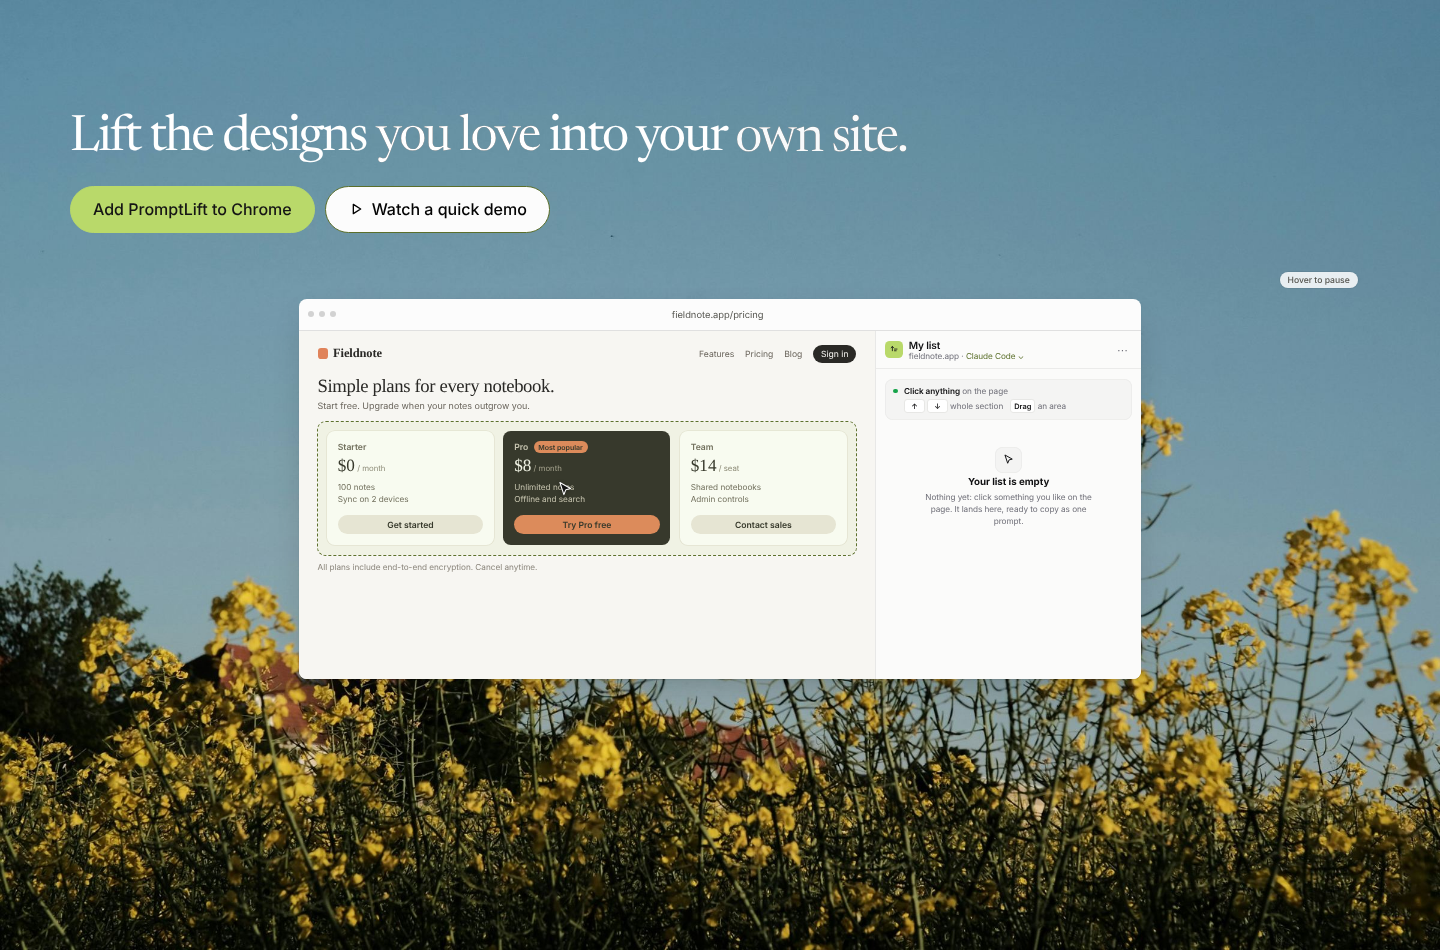 Lift the designs you love into your own site.
Add PromptLift to Chrome
Watch a quick demo
Hover to pause
fieldnote.app/pricing
Fieldnote
Features Pricing Blog Sign in
Simple plans for every notebook.
Start free. Upgrade when your notes outgrow you.
Starter
$0 / month
100 notes
Sync on 2 devices
Get started
Pro Most popular
$8 / month
Unlimited notes
Offline and search
Try Pro free
Team
$14 / seat
Shared notebooks
Admin controls
Contact sales
All plans include end-to-end encryption. Cancel anytime.
My list
fieldnote.app · Claude Code
Click anything on the page
↑ ↓ whole section Drag an area
Your list is empty
Nothing yet: click something you like on the
page. It lands here, ready to copy as one
prompt.